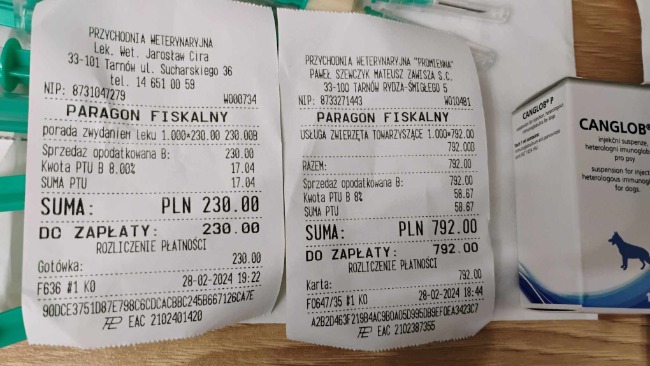 PRZYCHODNIA WETERYNARYJNA
Lek. Wet. Jarosław Cira
33-101 Tarnów ul. Sucharskiego 36
tel. 14 651 00 59
NIP: 8731047279 W000734
PARAGON FISKALNY
porada zwydaniem leku 1.000×230.00 230.00B
Sprzedaż opodatkowana B: 230.00
Kwota PTU B 8.00% 17.04
SUMA PTU 17.04
SUMA: PLN 230.00
DO ZAPŁATY: 230.00
ROZLICZENIE PŁATNOŚCI
Gotówka: 230.00
F636 #1 KO 28-02-2024 19:22
90DCE3751D87E798C6CDCACBBC245B667126CA7E
EAC 2102401420
PRZYCHODNIA WETERYNARYJNA "PROMIENNA"
PAWEŁ SZEWCZYK MATEUSZ ZAWISZA S.C.
33-100 TARNÓW RYDZA-ŚMIGŁEGO 5
NIP: 8733271443 W010481
PARAGON FISKALNY
USŁUGA ZWIERZĘTA TOWARZYSZĄCE 1.000×792.00
792.00B
RAZEM: 792.00
Sprzedaż opodatkowana B: 792.00
Kwota PTU B 8% 58.67
SUMA PTU 58.67
SUMA: PLN 792.00
DO ZAPŁATY: 792.00
ROZLICZENIE PŁATNOŚCI
Karta: 792.00
F0647/35 #1 KO 28-02-2024 18:44
EAC 2102387355
CANGLOB® P
CANGLOB®
injekční suspenze,
heterologní imunoglob
pro psy.
suspension for inject
heterologous immunogl
for dogs.